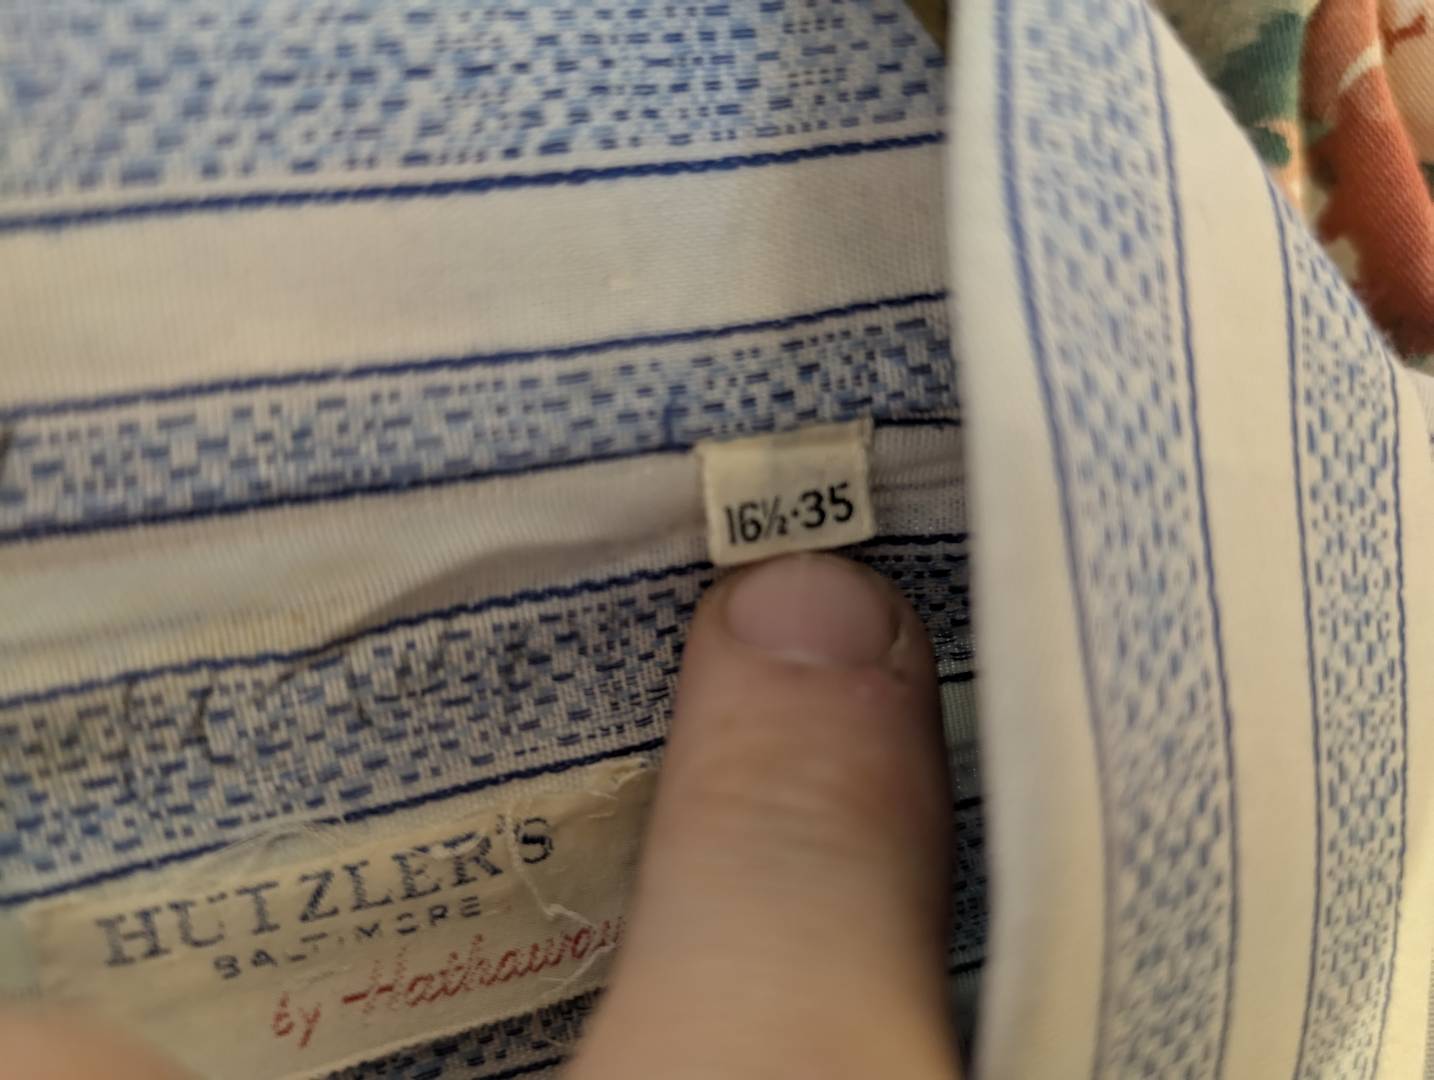 16½·35
HUTZLER'S
BALTIMORE
by Hathaway